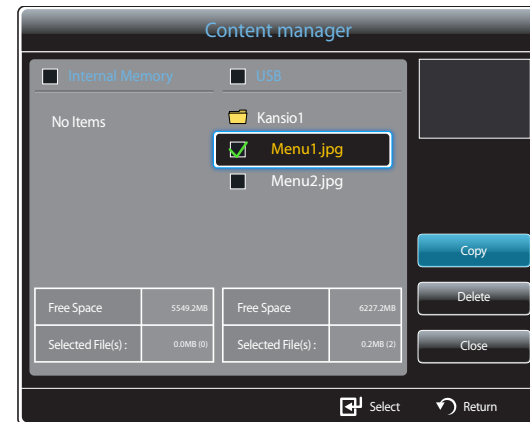 Content manager
Internal Memory
USB
No Items
Kansio1
Menu1.jpg
Menu2.jpg
Copy
Delete
Close
Free Space 5549.2MB
Selected File(s) : 0.0MB (0)
Free Space 6227.2MB
Selected File(s) : 0.2MB (2)
Select
Return